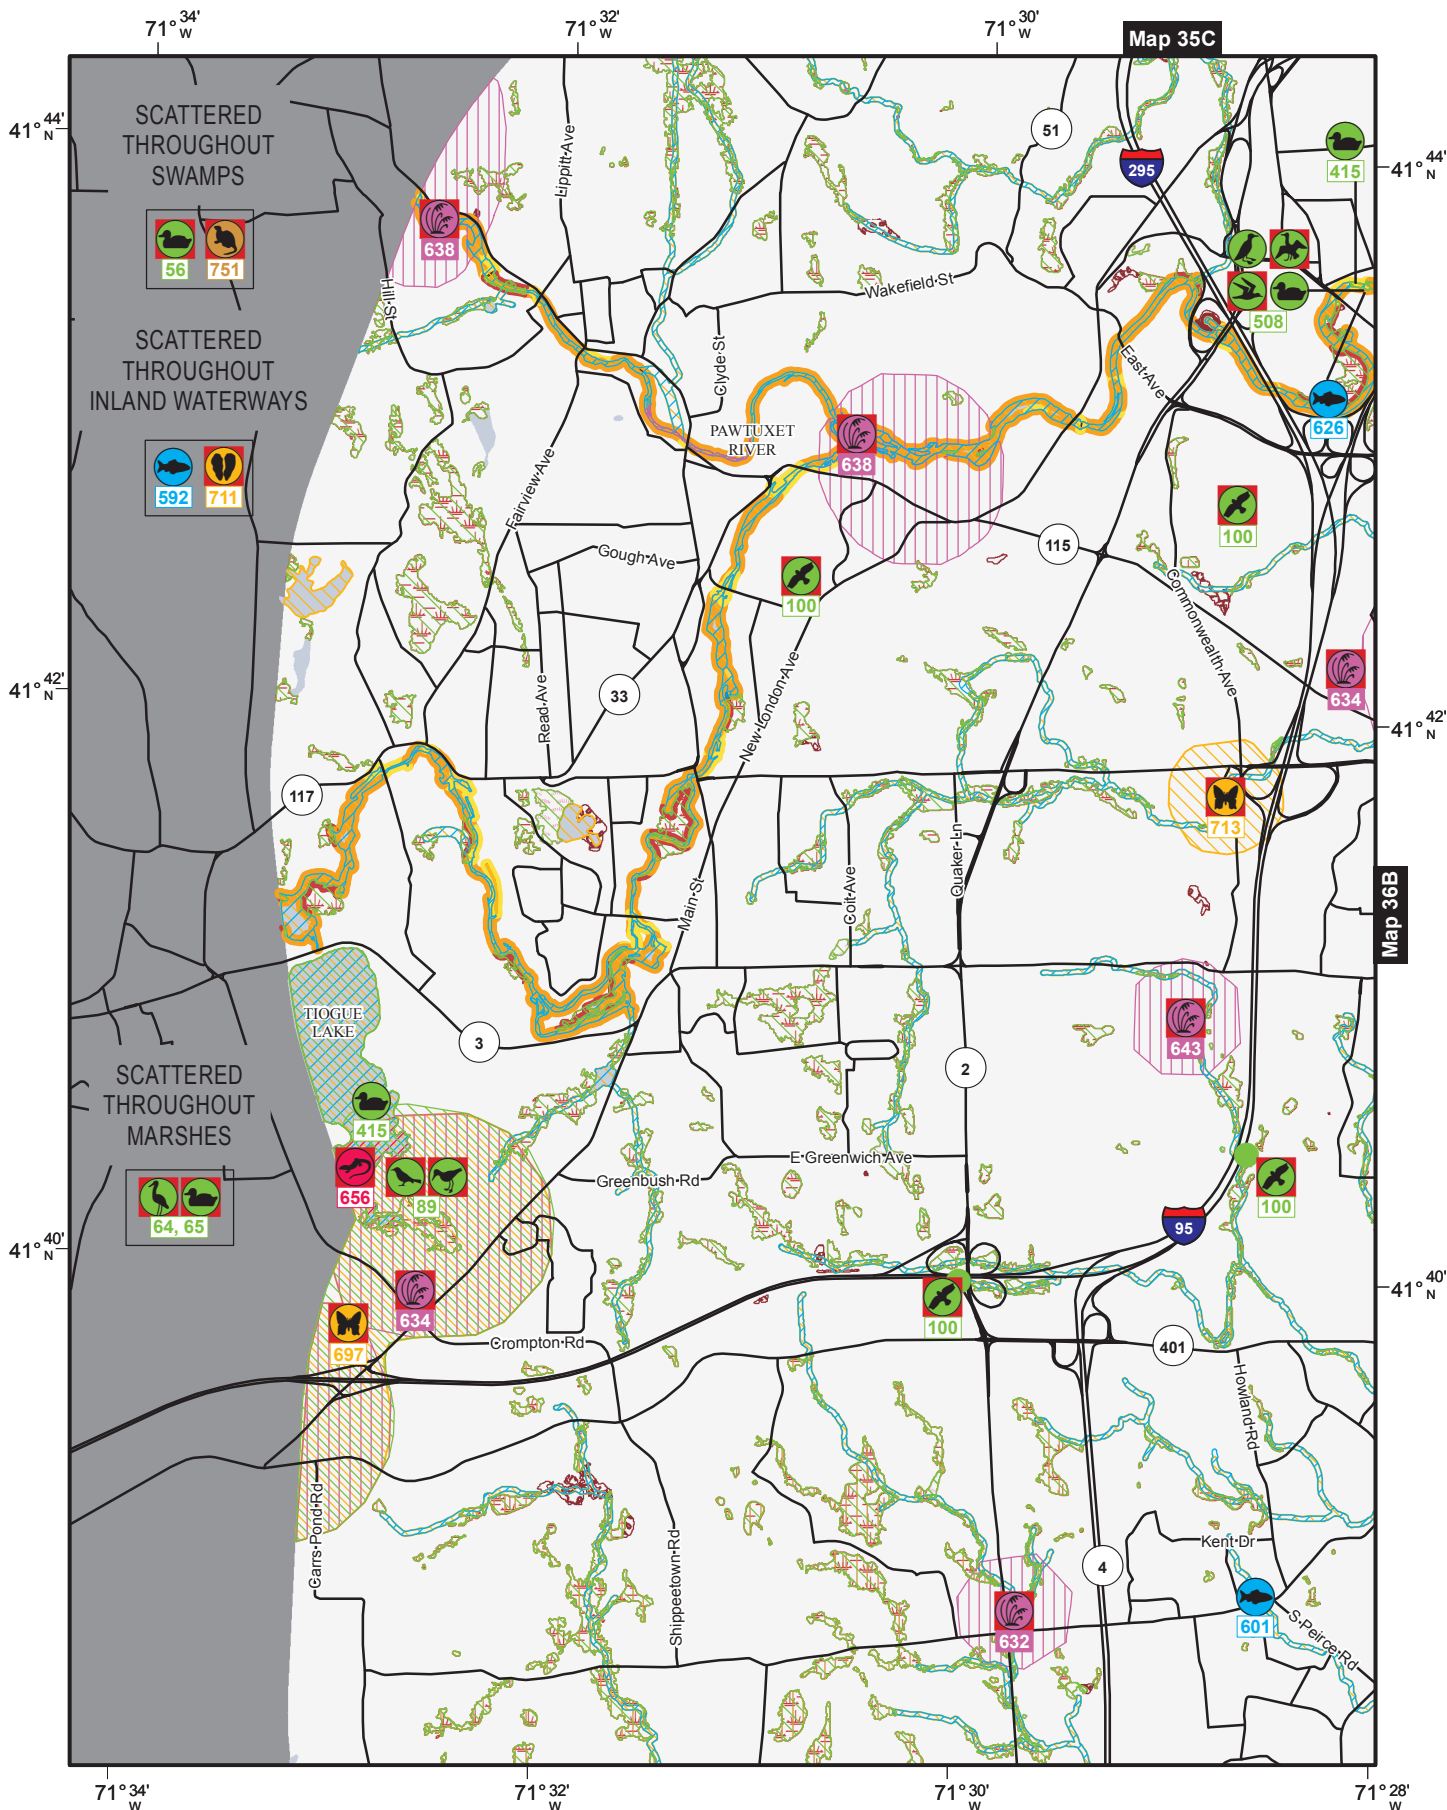 71° 34' W
71° 32' W
71° 30' W
Map 35C
41° 44' N
41° 44' N
SCATTERED
THROUGHOUT
SWAMPS
56
751
SCATTERED
THROUGHOUT
INLAND WATERWAYS
592
711
638
Hill St
Lippitt Ave
51
295
415
Wakefield St
Clyde St
508
East Ave
626
PAWTUXET
RIVER
638
Fairview Ave
Gough Ave
100
115
100
Commonwealth Ave
634
41° 42' N
41° 42' N
Read Ave
33
New London Ave
117
713
Quaker Ln
Colt Ave
Main St
Map 36B
TIOGUE
LAKE
3
2
643
SCATTERED
THROUGHOUT
MARSHES
64, 65
415
656
89
E Greenwich Ave
Greenbush Rd
100
95
41° 40' N
41° 40' N
634
697
100
Crompton Rd
401
Howland Rd
Carrs Pond Rd
Shippeetown Rd
Kent Dr
4
601
S Peirce Rd
632
71° 34' W
71° 32' W
71° 30' W
71° 28' W